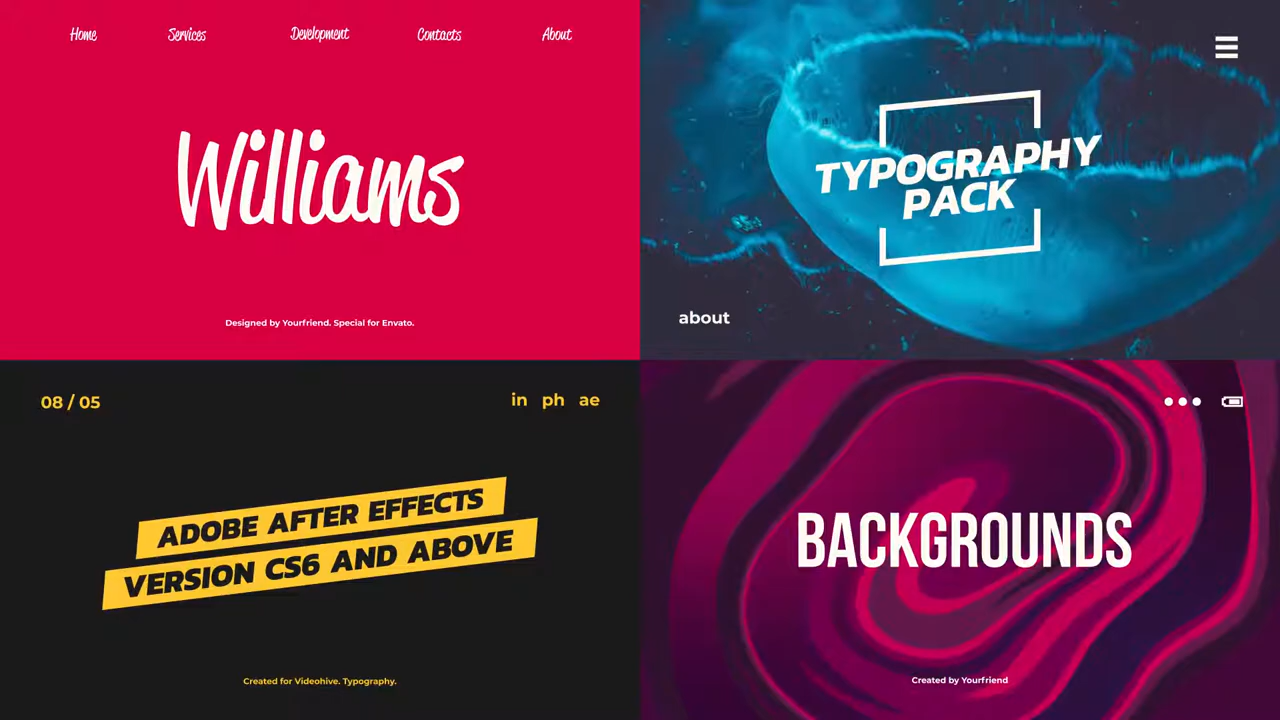 Home Services Development Contacts About
Williams
Designed by Yourfriend. Special for Envato.
TYPOGRAPHY
PACK
about
08 / 05 in ph ae
ADOBE AFTER EFFECTS
VERSION CS6 AND ABOVE
Created for Videohive. Typography.
BACKGROUNDS
Created by Yourfriend